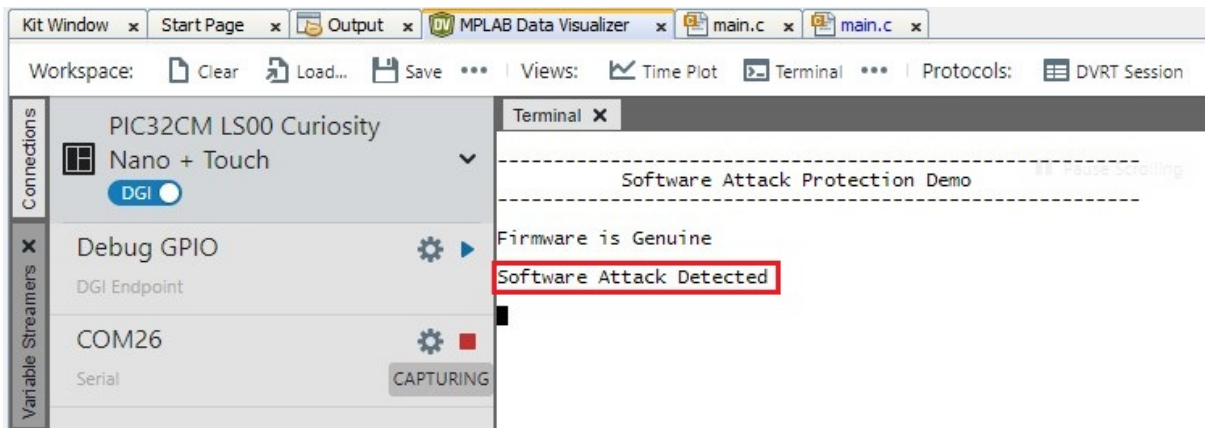 Kit Window x Start Page x Output x MPLAB Data Visualizer x main.c x main.c x
Workspace: Clear Load... Save ••• Views: Time Plot Terminal ••• Protocols: DVRT Session
Connections
Variable Streamers ×
PIC32CM LS00 Curiosity
Nano + Touch
DGI
Debug GPIO
DGI Endpoint
COM26
Serial
CAPTURING
Terminal ×
------------------------------------------------------------
Pause Scrolling
Software Attack Protection Demo
------------------------------------------------------------
Firmware is Genuine
Software Attack Detected